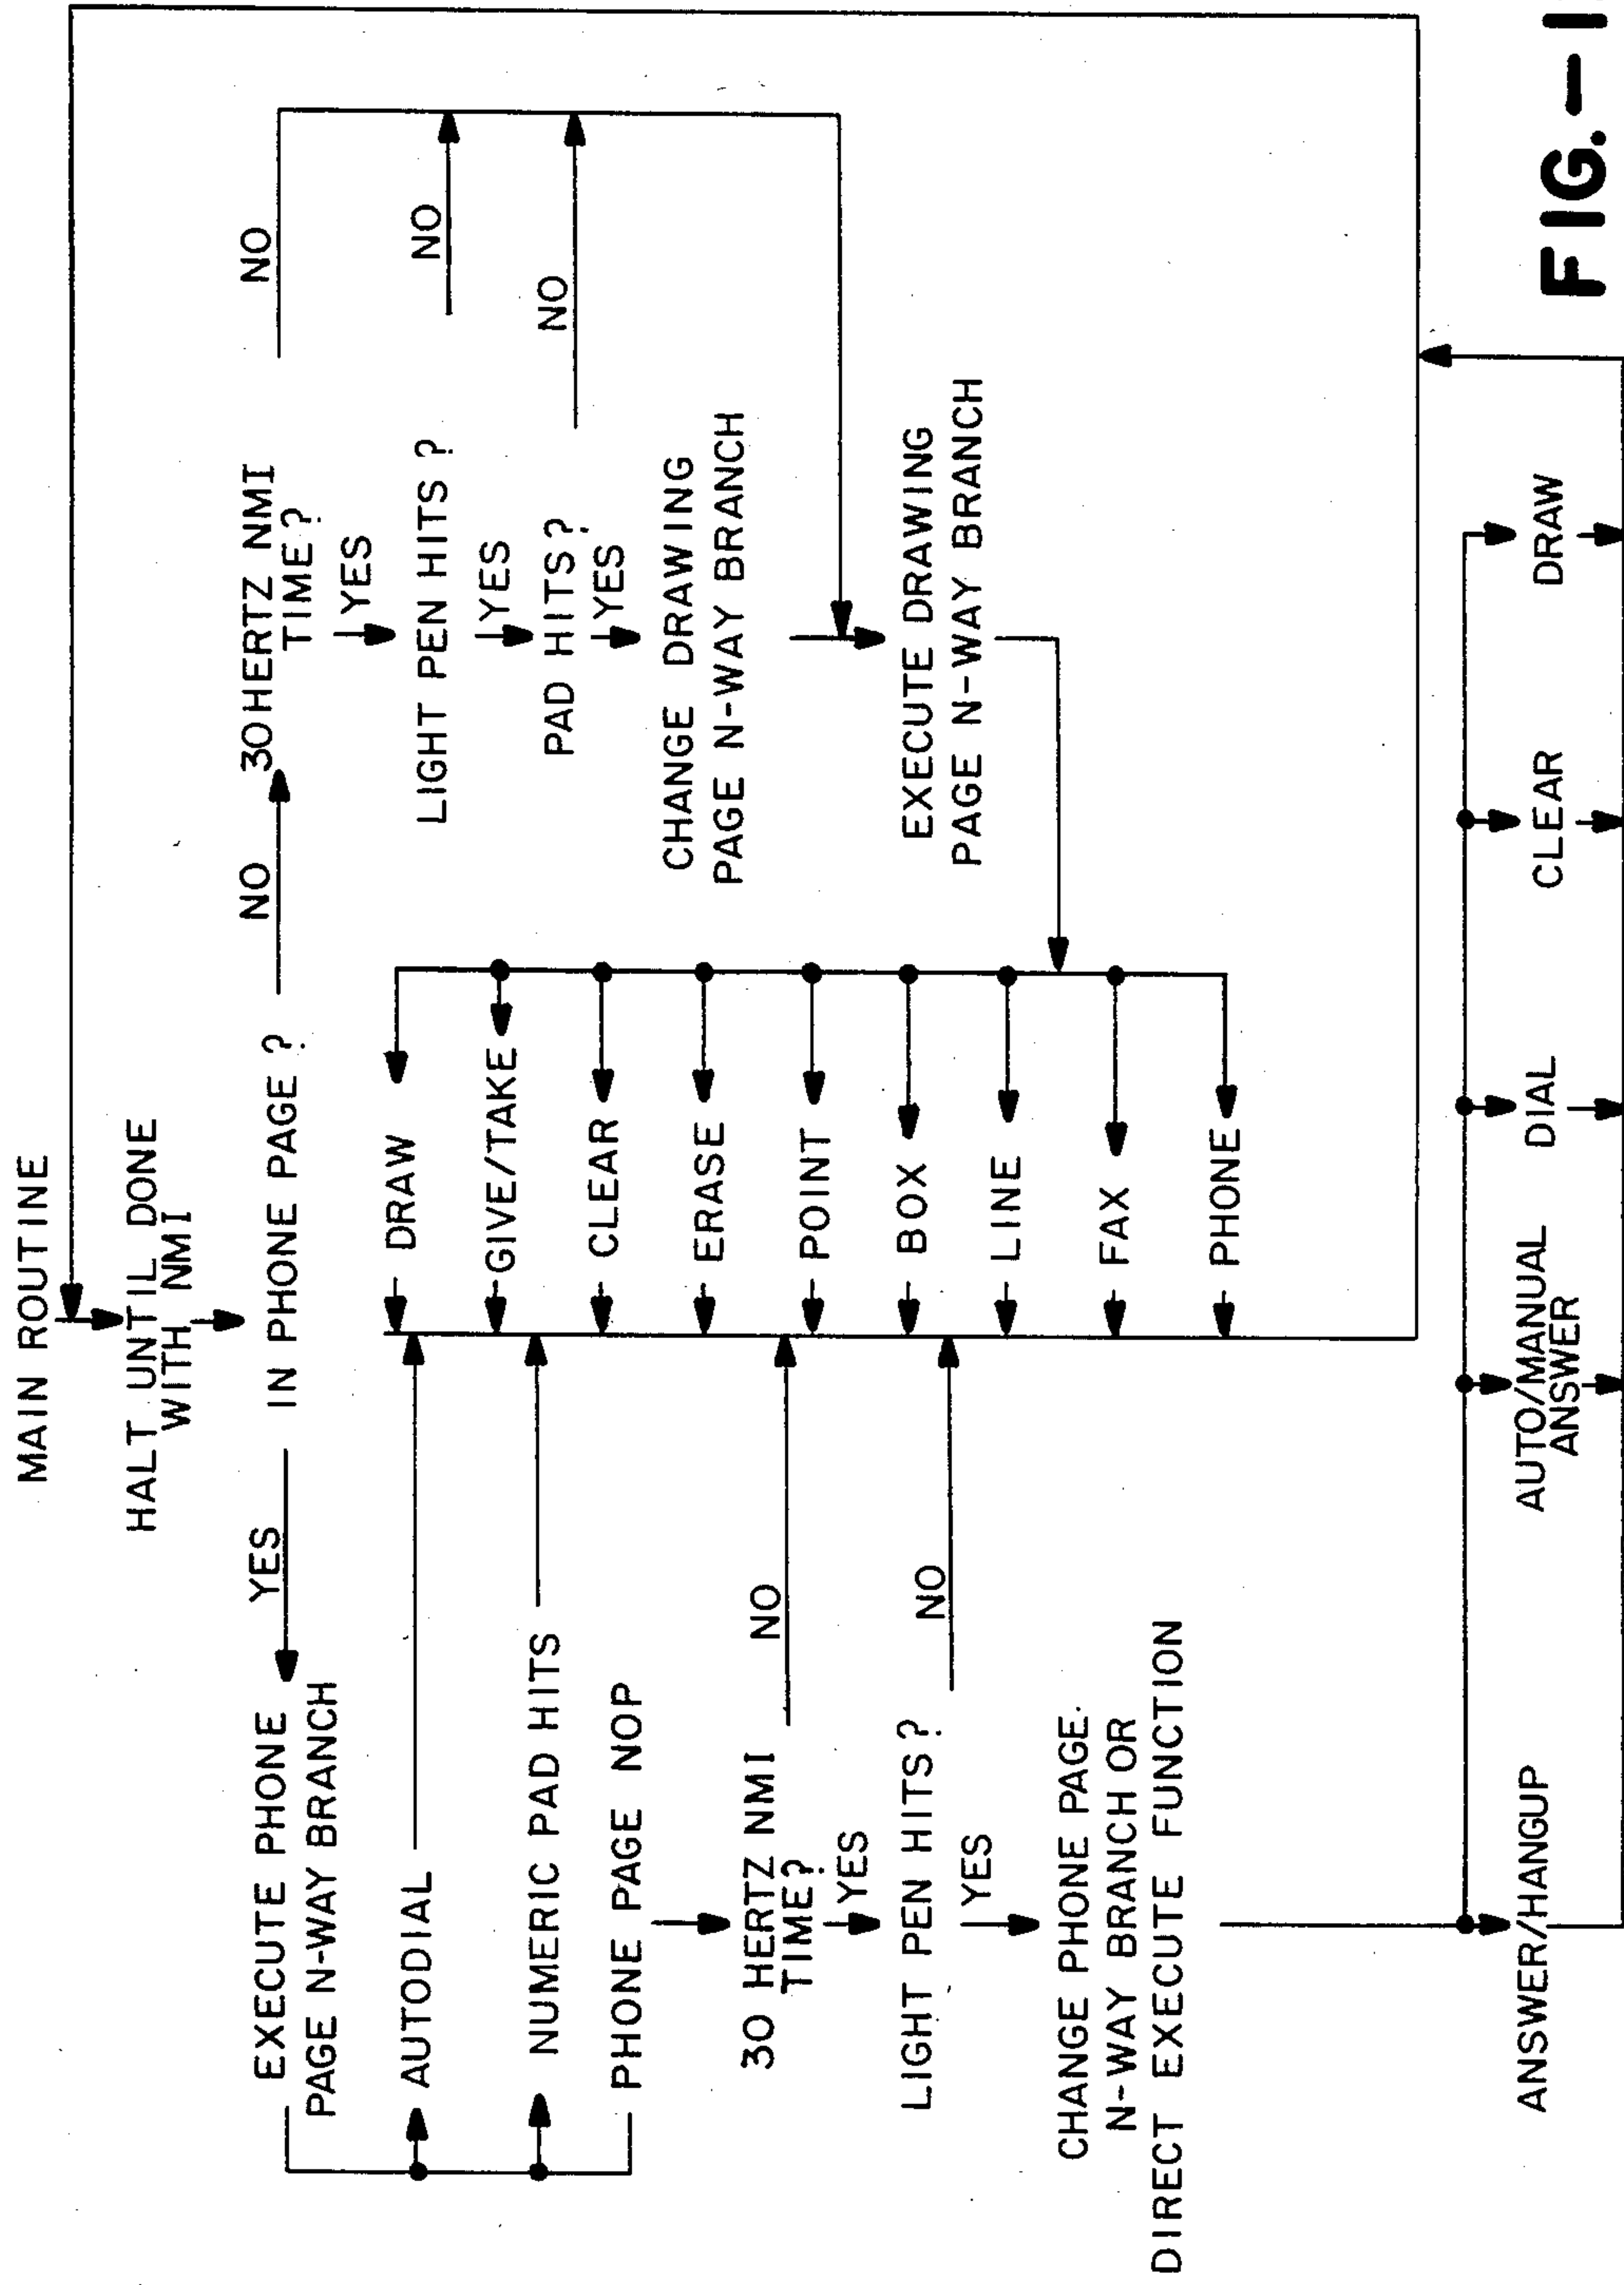 MAIN ROUTINE
HALT UNTIL DONE
WITH NMI
IN PHONE PAGE ?
YES
NO
EXECUTE PHONE
PAGE N-WAY BRANCH
AUTODIAL
NUMERIC PAD HITS
PHONE PAGE NOP
30 HERTZ NMI
TIME?
NO
YES
LIGHT PEN HITS?
NO
YES
CHANGE PHONE PAGE.
N-WAY BRANCH OR
DIRECT EXECUTE FUNCTION
DRAW
GIVE/TAKE
CLEAR
ERASE
POINT
BOX
LINE
FAX
PHONE
30HERTZ NMI
TIME?
NO
YES
LIGHT PEN HITS?
NO
YES
PAD HITS?
NO
YES
CHANGE DRAWING
PAGE N-WAY BRANCH
EXECUTE DRAWING
PAGE N-WAY BRANCH
ANSWER/HANGUP
AUTO/MANUAL
ANSWER
DIAL
CLEAR
DRAW
FIG.—1